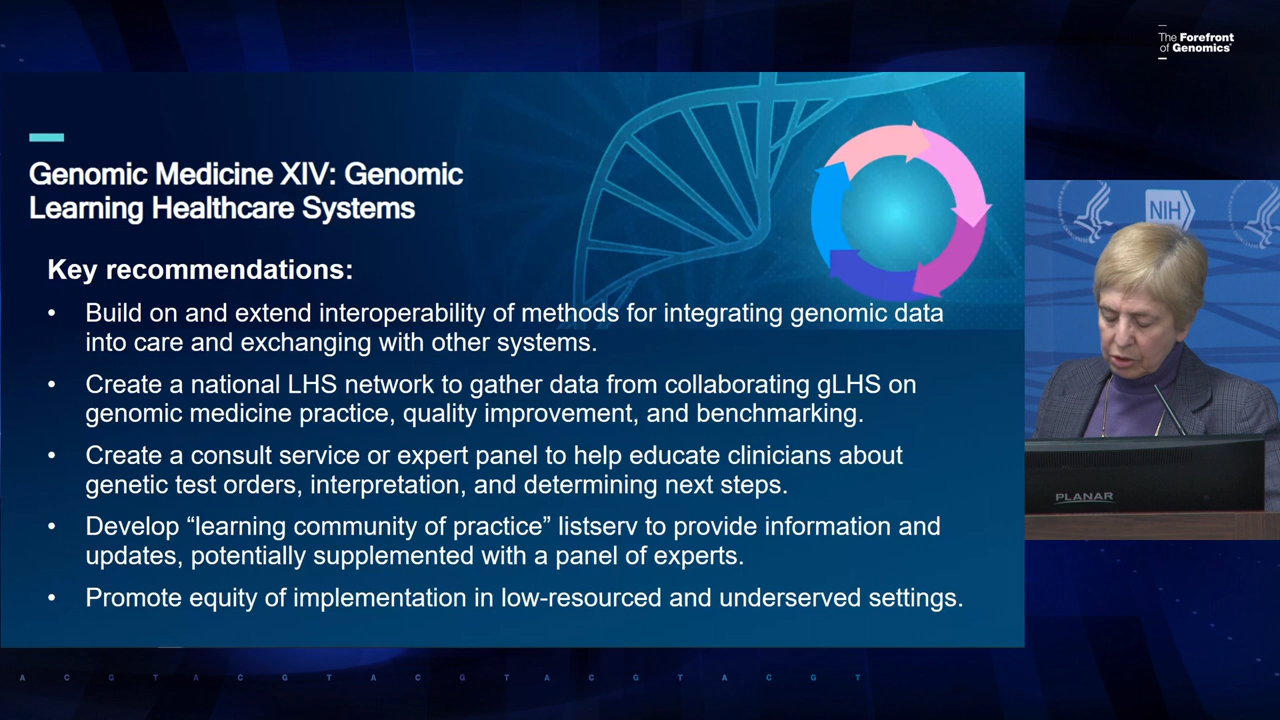 The Forefront
of Genomics®
Genomic Medicine XIV: Genomic
Learning Healthcare Systems
NIH
Key recommendations:
• Build on and extend interoperability of methods for integrating genomic data
into care and exchanging with other systems.
• Create a national LHS network to gather data from collaborating gLHS on
genomic medicine practice, quality improvement, and benchmarking.
• Create a consult service or expert panel to help educate clinicians about
genetic test orders, interpretation, and determining next steps.
PLANAR
• Develop “learning community of practice” listserv to provide information and
updates, potentially supplemented with a panel of experts.
• Promote equity of implementation in low-resourced and underserved settings.
A C G T A C G T A C G T A C G T A C G T